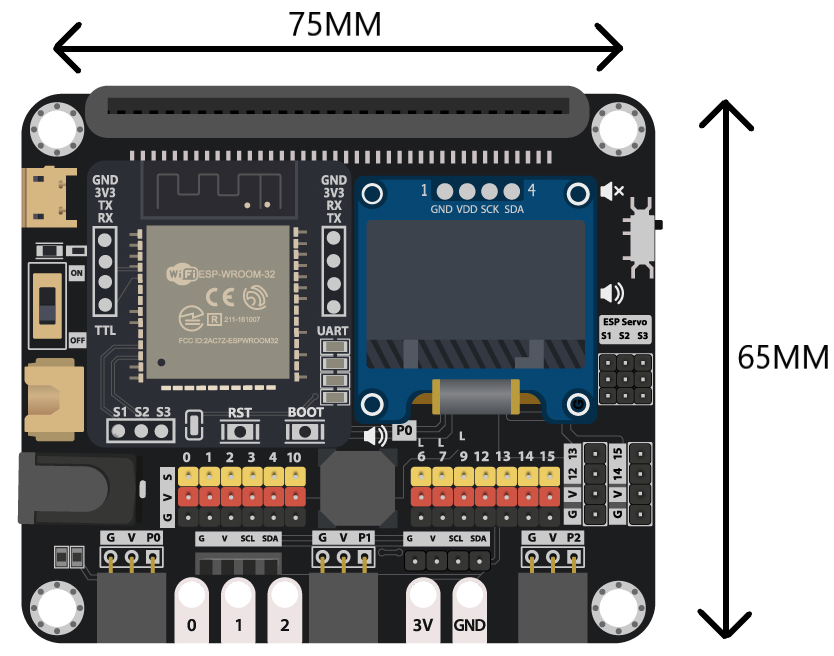 75MM
65MM
GND
3V3
TX
RX
TTL
GND
3V3
RX
TX
UART
WiFi ESP-WROOM-32
CE
R 211-161007
FCC ID:2AC7Z-ESPWROOM32
1 4
GND VDD SCK SDA
ON
OFF
ESP Servo
S1 S2 S3
S1 S2 S3
RST
BOOT
P0
L L L
0 1 2 3 4 10
6 7 9 12 13 14 15
S
V
G
13
12
V
G
15
14
V
G
G V P0
G V SCL SDA
G V P1
G V SCL SDA
G V P2
0 1 2 3V GND